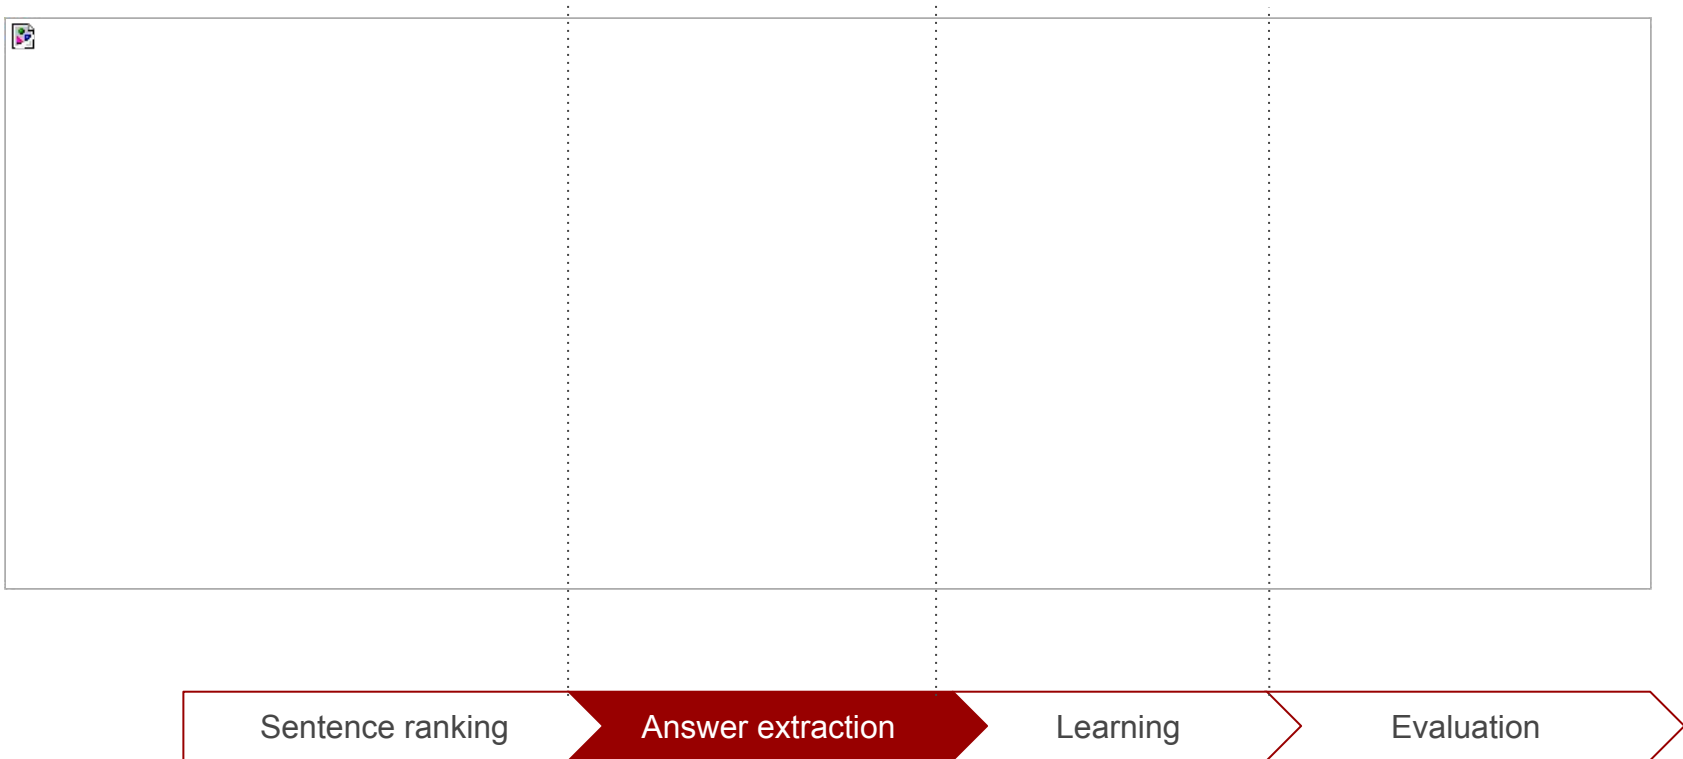 Sentence ranking
Answer extraction
Learning
Evaluation